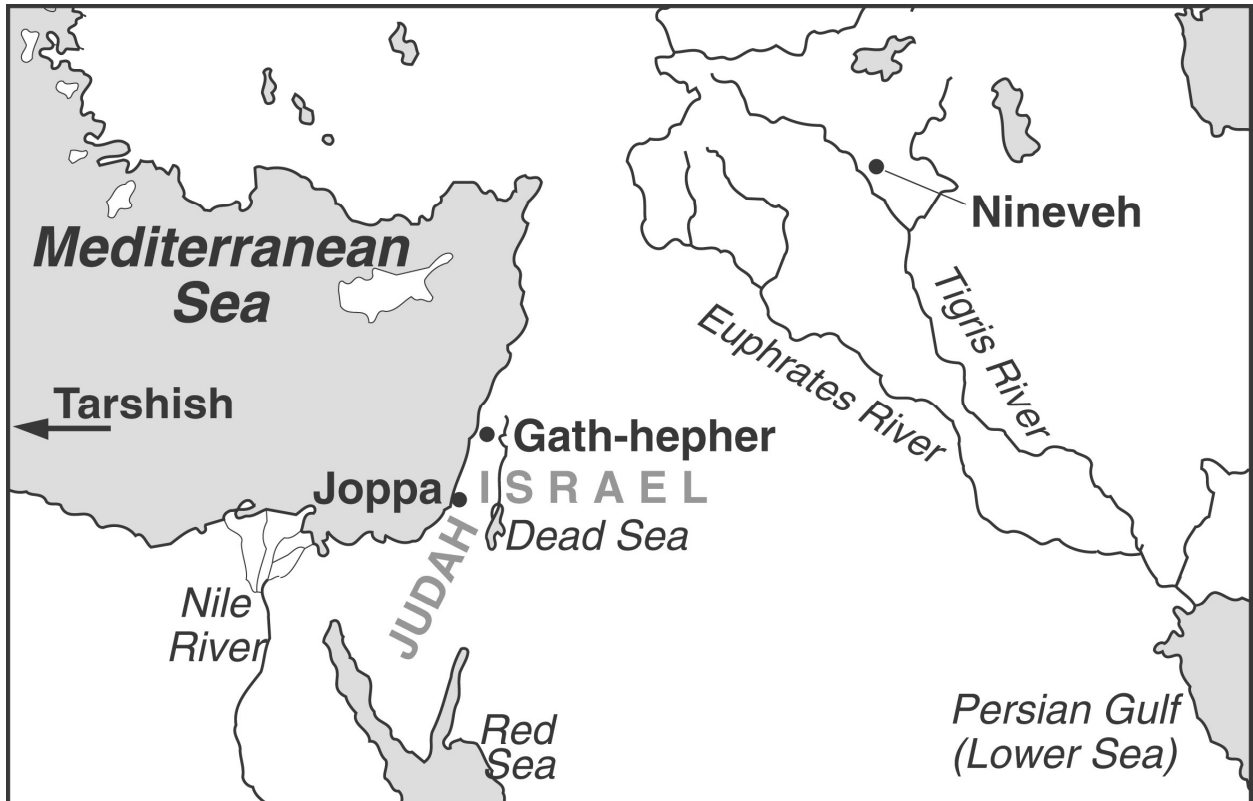 Nineveh
Mediterranean
Sea
Tigris River
Euphrates River
Tarshish
Gath-hepher
Joppa
ISRAEL
Dead Sea
JUDAH
Nile
River
Red
Sea
Persian Gulf
(Lower Sea)